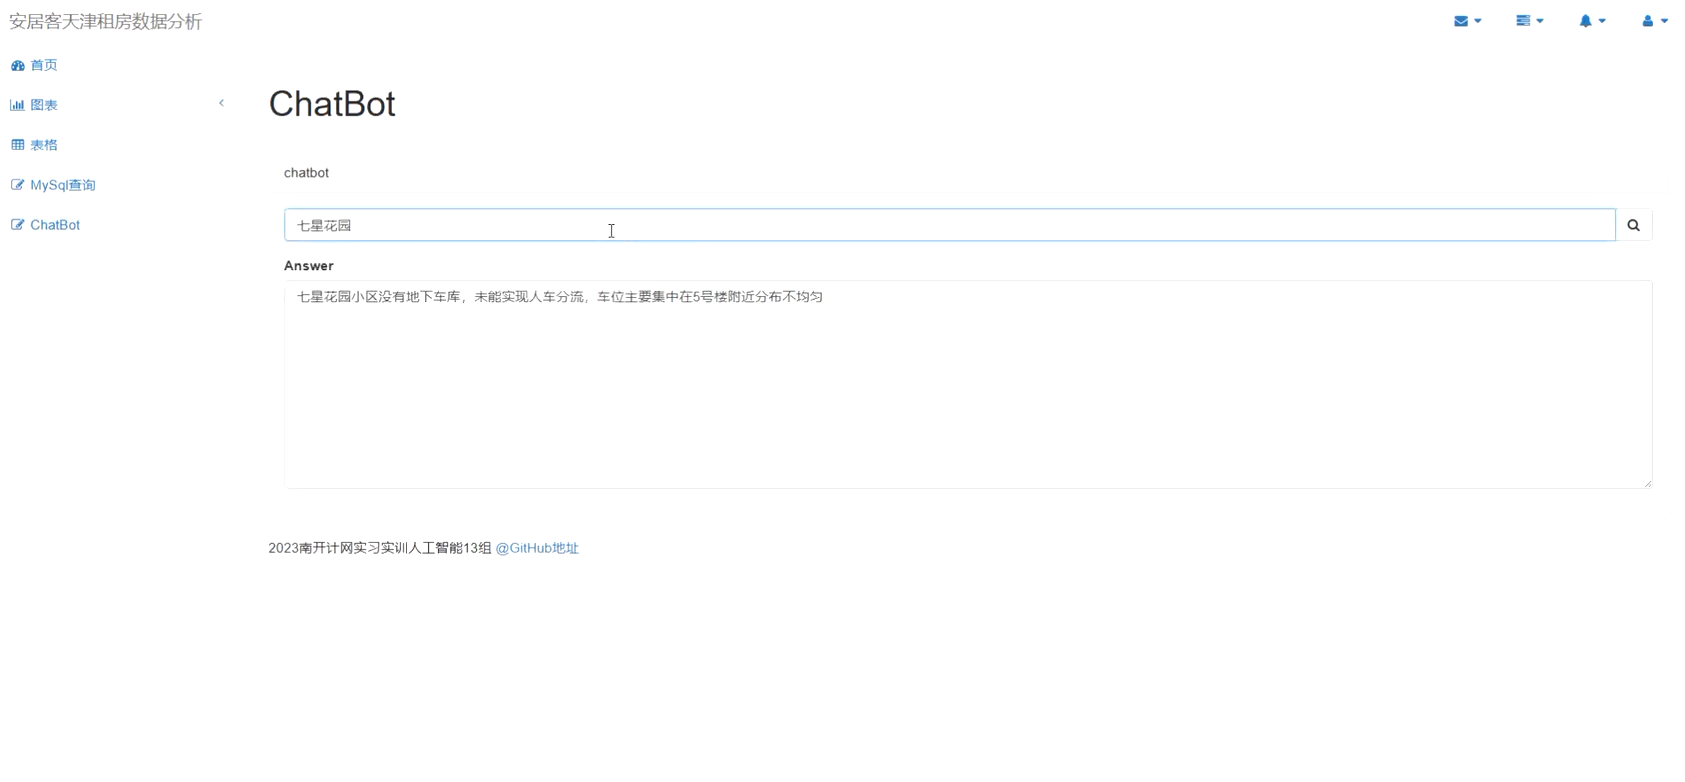 安居客天津租房数据分析
首页
图表
表格
MySql查询
ChatBot
ChatBot
chatbot
七星花园
Answer
七星花园小区没有地下车库，未能实现人车分流，车位主要集中在5号楼附近分布不均匀
2023南开计网实习实训人工智能13组 @GitHub地址